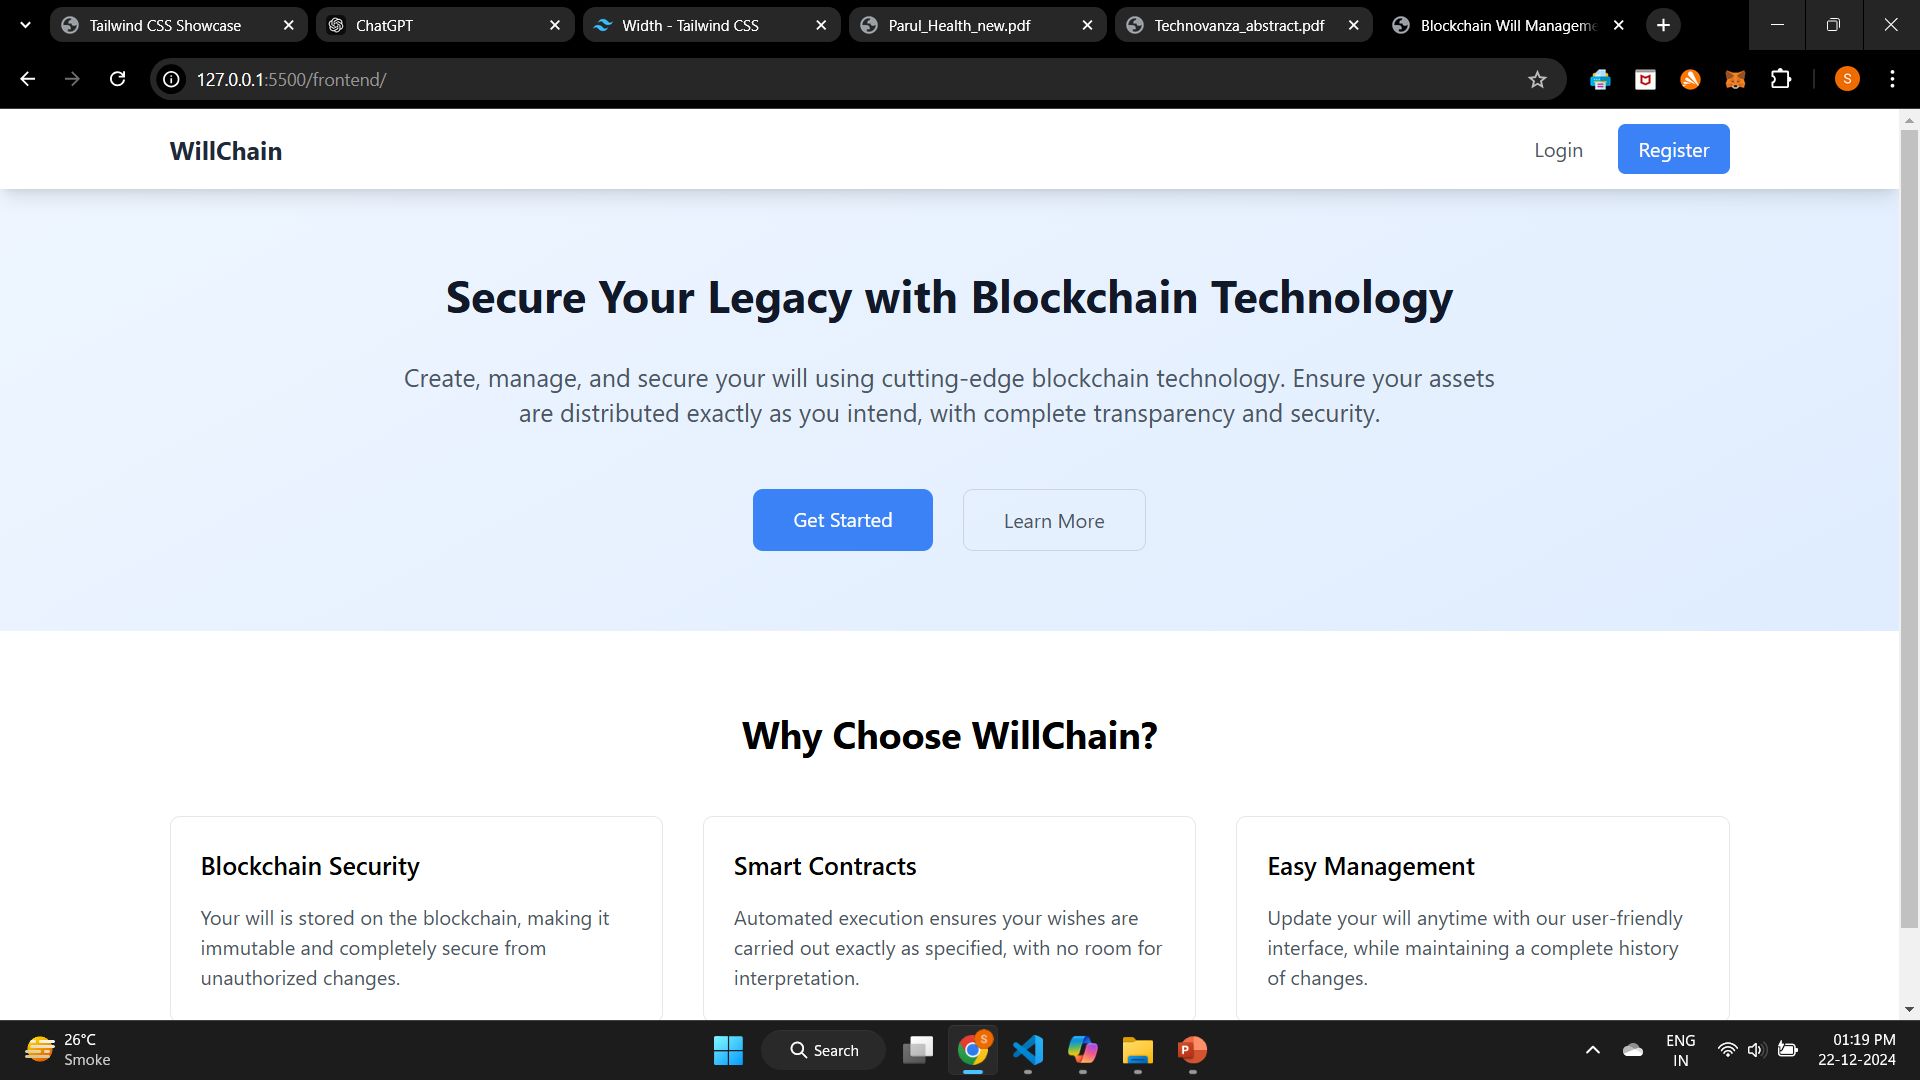 Tailwind CSS Showcase
ChatGPT
Width - Tailwind CSS
Parul_Health_new.pdf
Technovanza_abstract.pdf
Blockchain Will Manageme
127.0.0.1:5500/frontend/
S
WillChain
Login
Register
Secure Your Legacy with Blockchain Technology
Create, manage, and secure your will using cutting-edge blockchain technology. Ensure your assets
are distributed exactly as you intend, with complete transparency and security.
Get Started
Learn More
Why Choose WillChain?
Blockchain Security
Your will is stored on the blockchain, making it
immutable and completely secure from
unauthorized changes.
Smart Contracts
Automated execution ensures your wishes are
carried out exactly as specified, with no room for
interpretation.
Easy Management
Update your will anytime with our user-friendly
interface, while maintaining a complete history
of changes.
26°C
Smoke
Search
S
P
ENG
IN
01:19 PM
22-12-2024